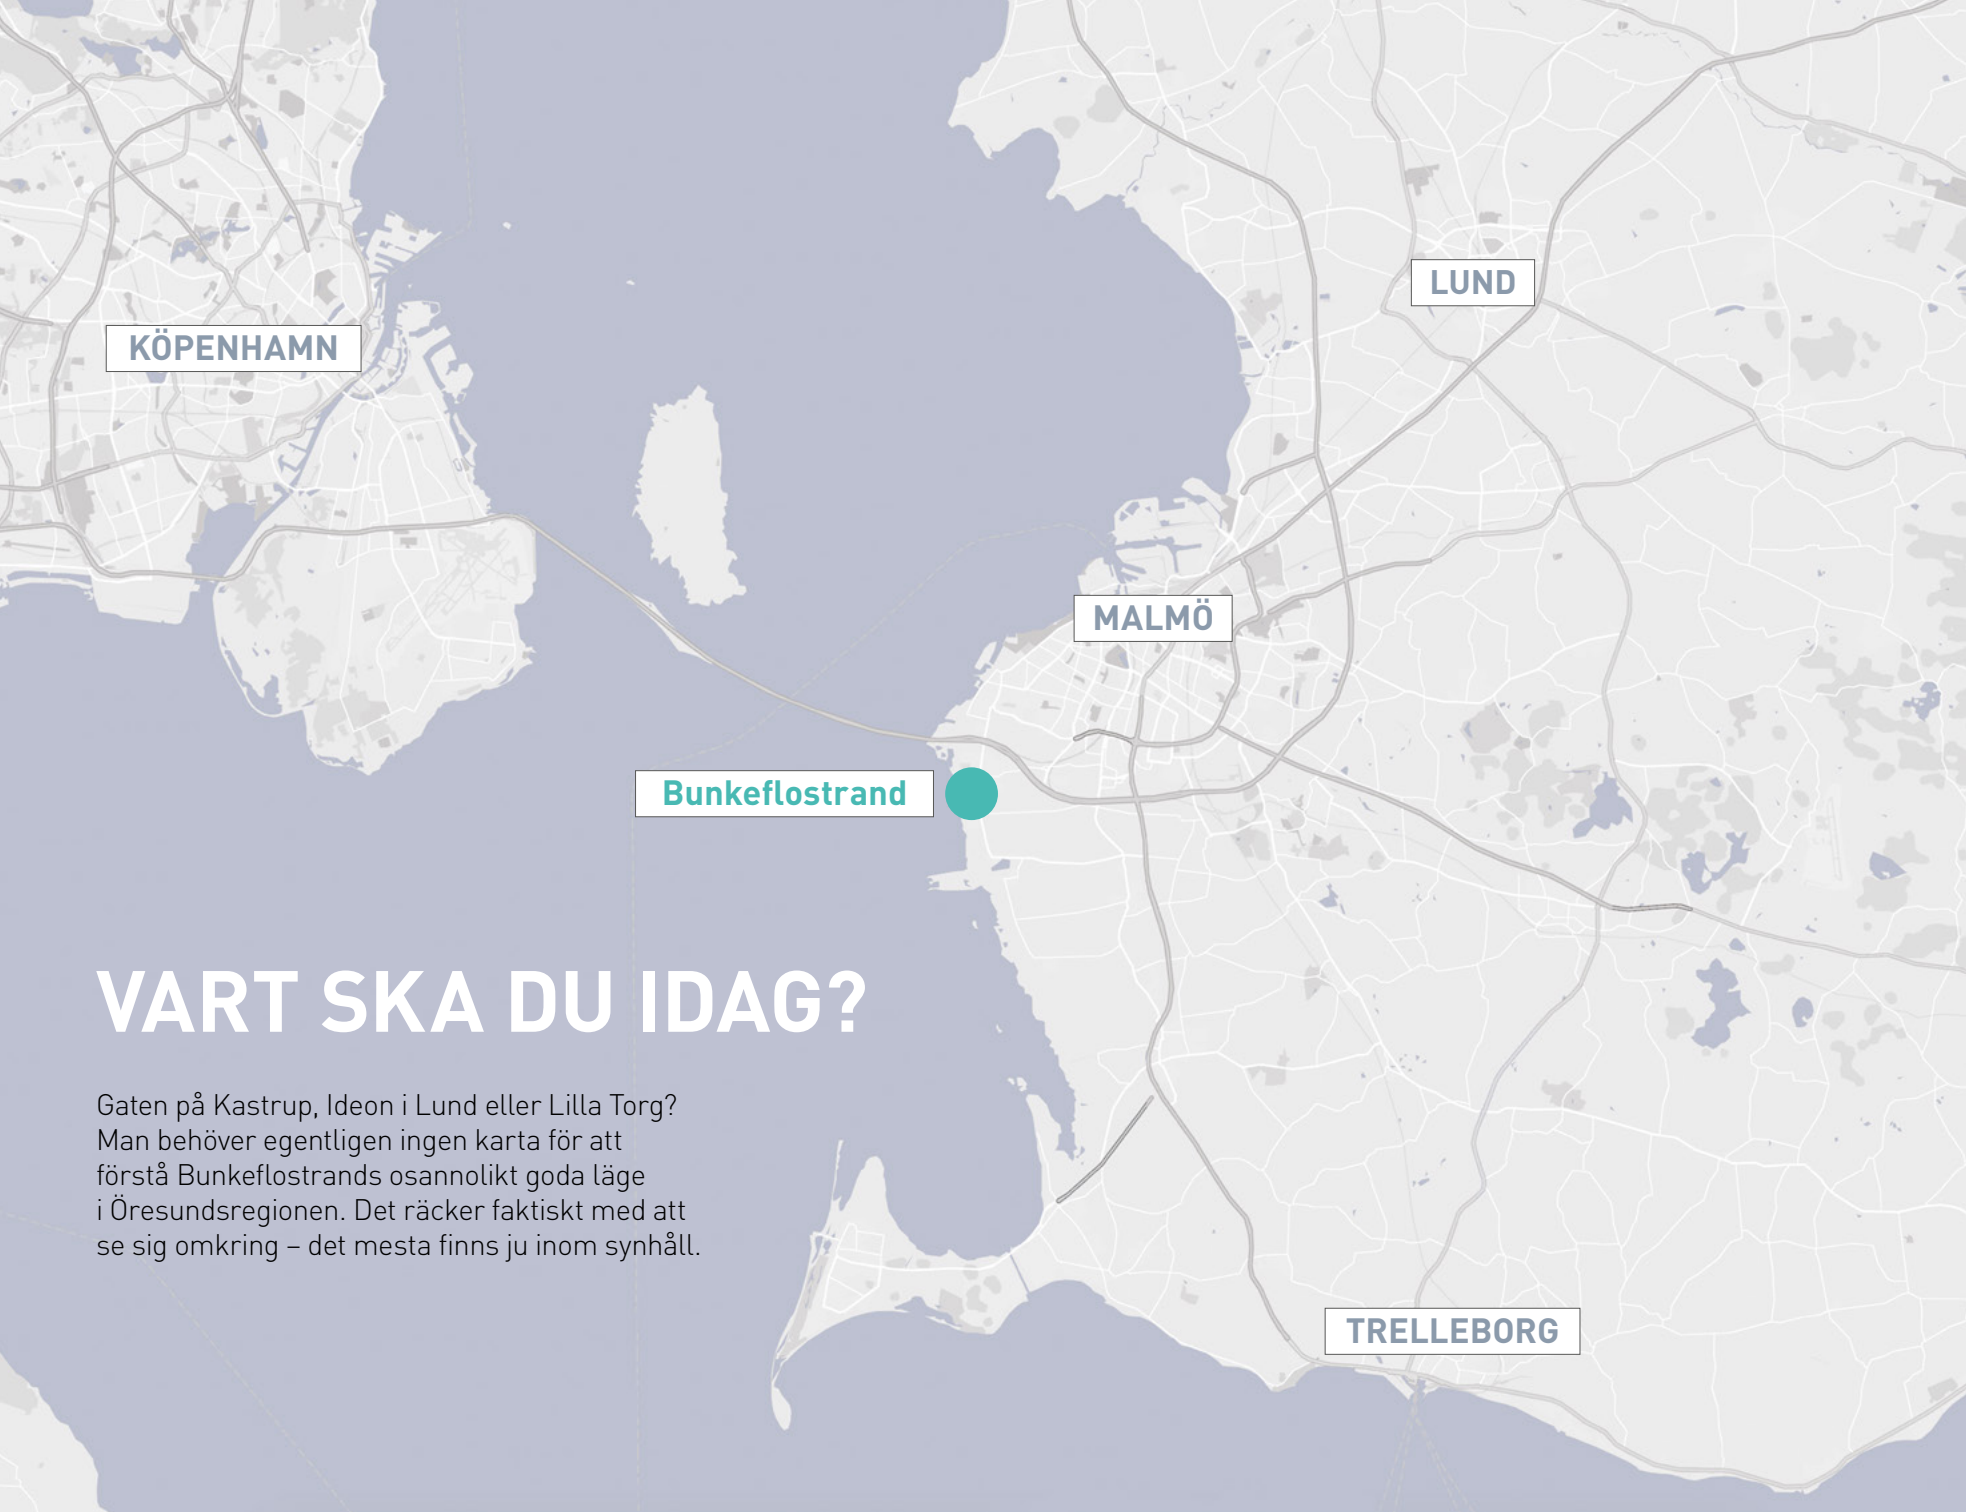 LUND
KÖPENHAMN
MALMÖ
Bunkeflostrand
VART SKA DU IDAG?
Gaten på Kastrup, Ideon i Lund eller Lilla Torg?
Man behöver egentligen ingen karta för att
förstå Bunkeflostrands osannolikt goda läge
i Öresundsregionen. Det räcker faktiskt med att
se sig omkring – det mesta finns ju inom synhåll.
TRELLEBORG